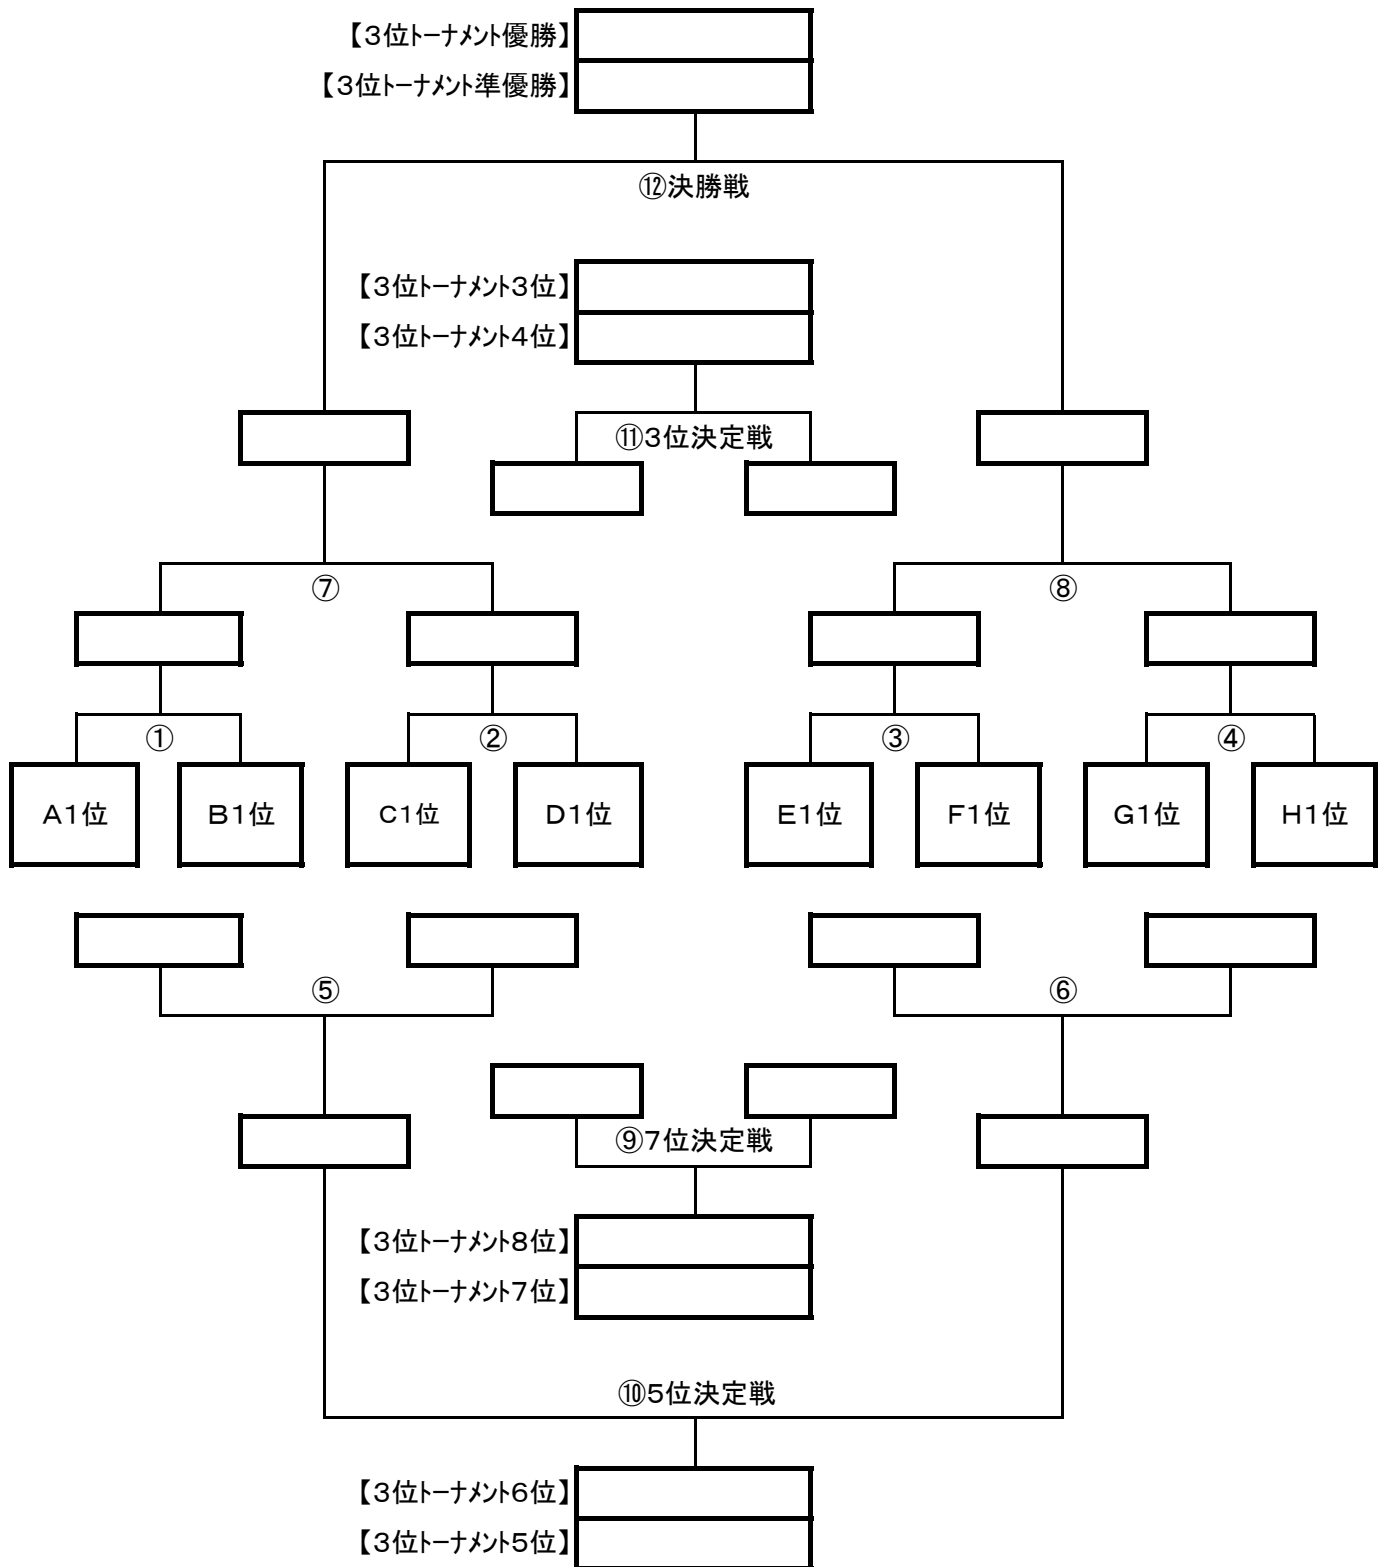 【3位トーナメント優勝】
【3位トーナメント準優勝】
⑫決勝戦
【3位トーナメント3位】
【3位トーナメント4位】
⑪3位決定戦
⑦
⑧
①
②
③
④
A1位
B1位
C1位
D1位
E1位
F1位
G1位
H1位
⑤
⑥
⑨7位決定戦
【3位トーナメント8位】
【3位トーナメント7位】
⑩5位決定戦
【3位トーナメント6位】
【3位トーナメント5位】